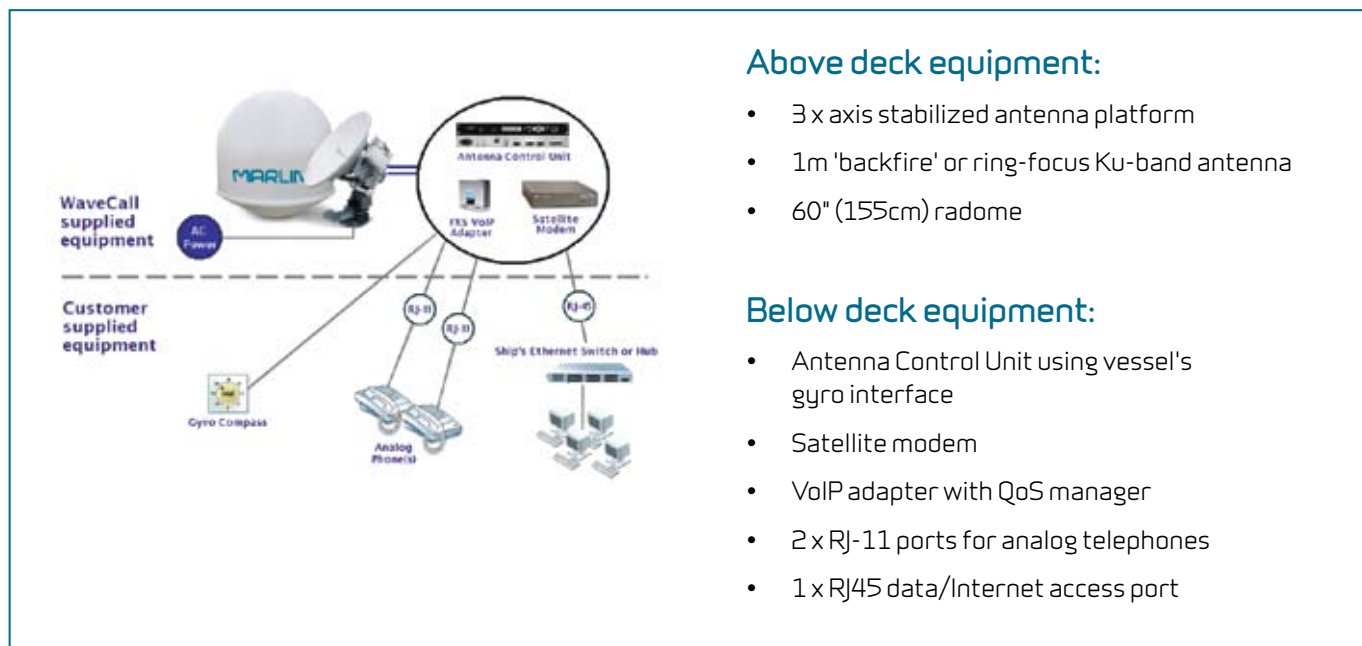 MARLIN
Antenna Control Unit
FXS VoIP
Adapter
Satellite
Modem
WaveCall
supplied
equipment
AC
Power
Customer
supplied
equipment
RJ-11
RJ-11
RJ-45
Ship's Ethernet Switch or Hub
Gyro Compass
Analog
Phone(s)
Above deck equipment:
• 3 x axis stabilized antenna platform
• 1m 'backfire' or ring-focus Ku-band antenna
• 60" (155cm) radome
Below deck equipment:
• Antenna Control Unit using vessel's
gyro interface
• Satellite modem
• VoIP adapter with QoS manager
• 2 x RJ-11 ports for analog telephones
• 1 x RJ45 data/Internet access port